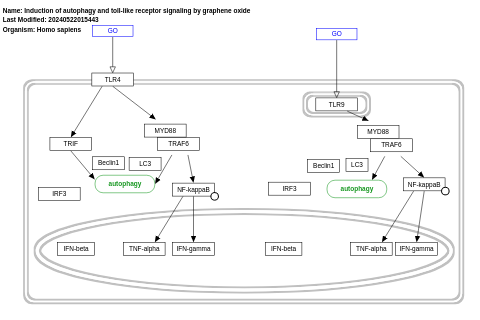 Name: Induction of autophagy and toll-like receptor signaling by graphene oxide
Last Modified: 20240522015443
Organism: Homo sapiens
GO
GO
TLR4
TLR9
MYD88
TRAF6
TRIF
MYD88
TRAF6
Beclin1
LC3
Beclin1
LC3
autophagy
IRF3
NF-kappaB
IRF3
autophagy
NF-kappaB
IFN-beta
TNF-alpha
IFN-gamma
IFN-beta
TNF-alpha
IFN-gamma